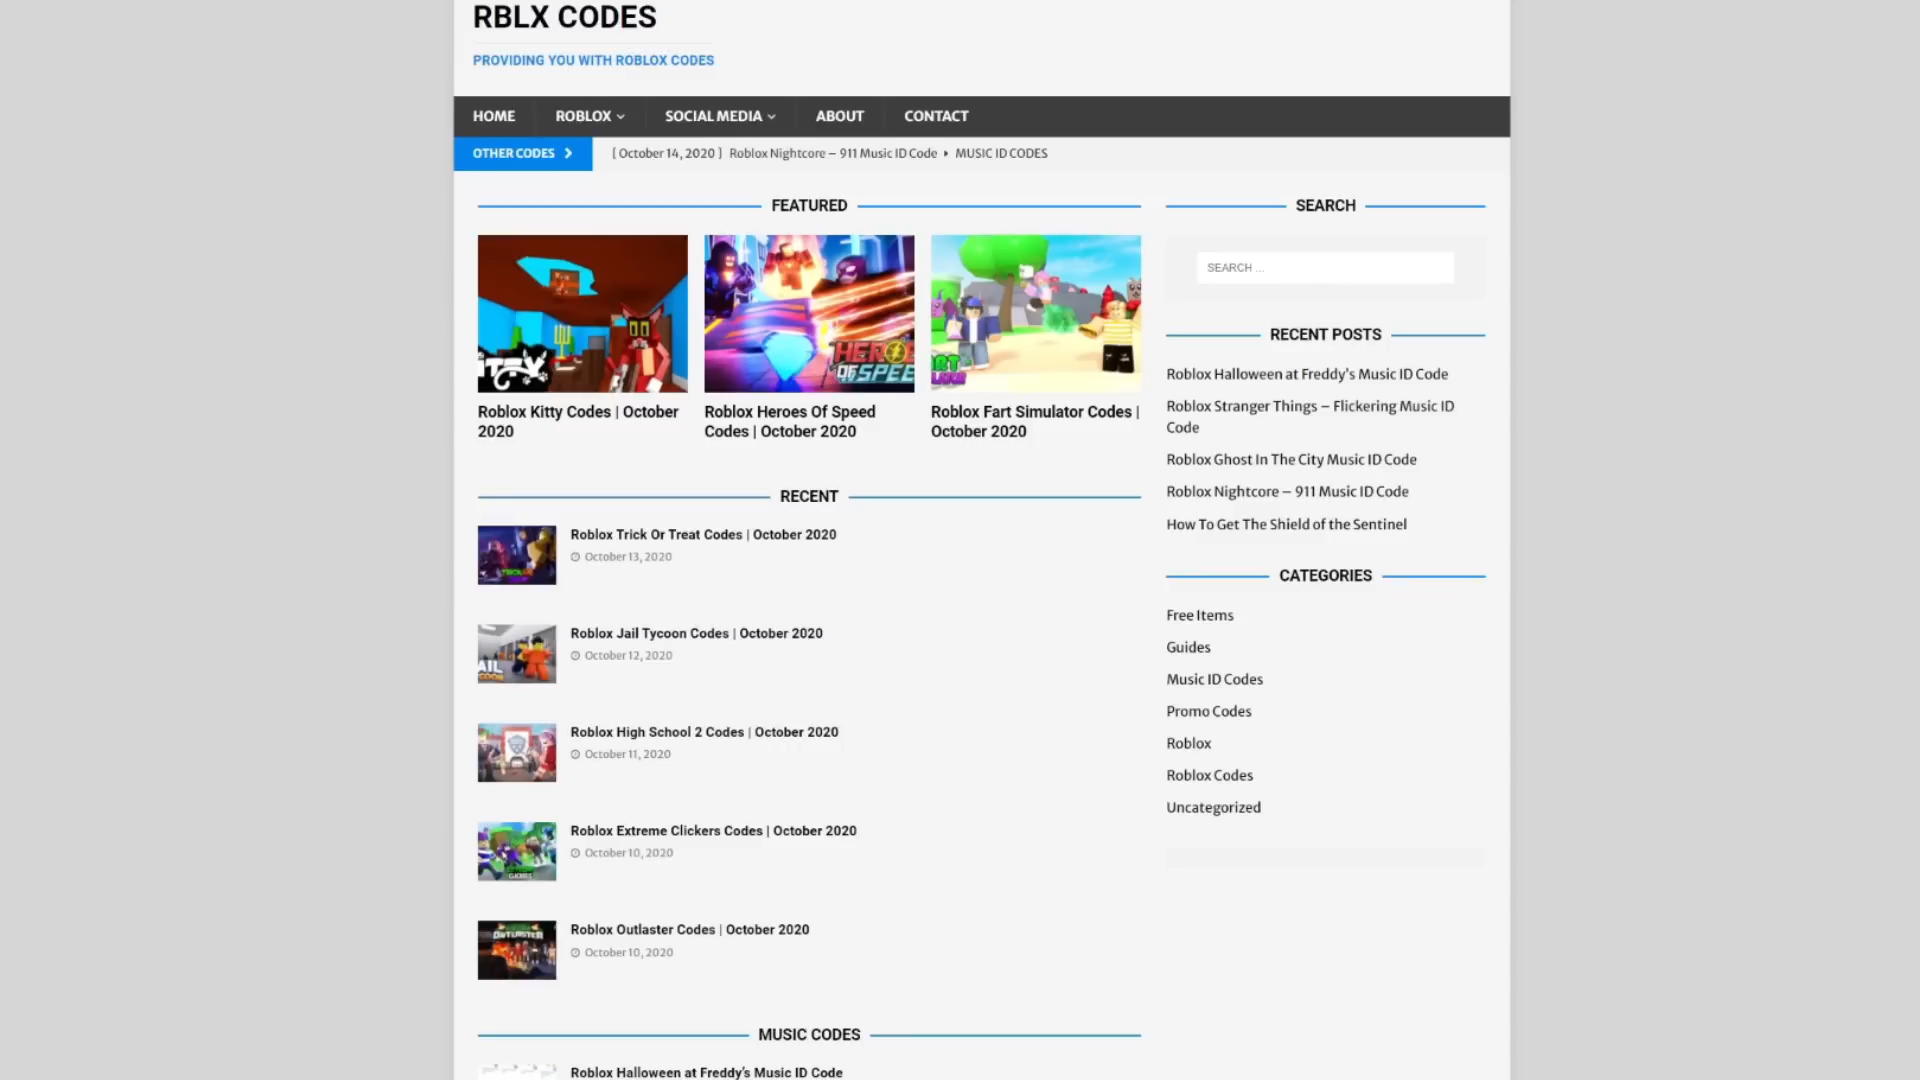 RBLX CODES
PROVIDING YOU WITH ROBLOX CODES
HOME ROBLOX SOCIAL MEDIA ABOUT CONTACT
OTHER CODES [ October 14, 2020 ] Roblox Nightcore – 911 Music ID Code MUSIC ID CODES
FEATURED
Roblox Kitty Codes | October
2020
HERO
OF SPEE
Roblox Heroes Of Speed
Codes | October 2020
Roblox Fart Simulator Codes |
October 2020
RECENT
Roblox Trick Or Treat Codes | October 2020
October 13, 2020
Roblox Jail Tycoon Codes | October 2020
October 12, 2020
Roblox High School 2 Codes | October 2020
October 11, 2020
Roblox Extreme Clickers Codes | October 2020
October 10, 2020
Roblox Outlaster Codes | October 2020
October 10, 2020
MUSIC CODES
Roblox Halloween at Freddy's Music ID Code
SEARCH
SEARCH ...
RECENT POSTS
Roblox Halloween at Freddy's Music ID Code
Roblox Stranger Things – Flickering Music ID
Code
Roblox Ghost In The City Music ID Code
Roblox Nightcore – 911 Music ID Code
How To Get The Shield of the Sentinel
CATEGORIES
Free Items
Guides
Music ID Codes
Promo Codes
Roblox
Roblox Codes
Uncategorized